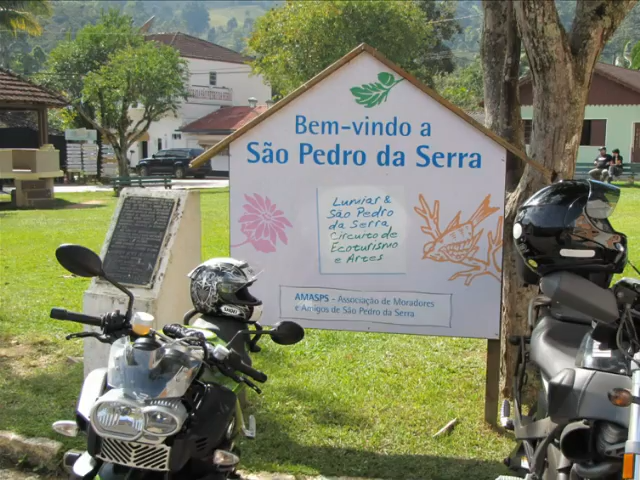 Bem-vindo a
São Pedro da Serra
Lumiar &
São Pedro
da Serra,
Circuito de
Ecoturismo
e Artes
AMASPS - Associação de Moradores
e Amigos de São Pedro da Serra